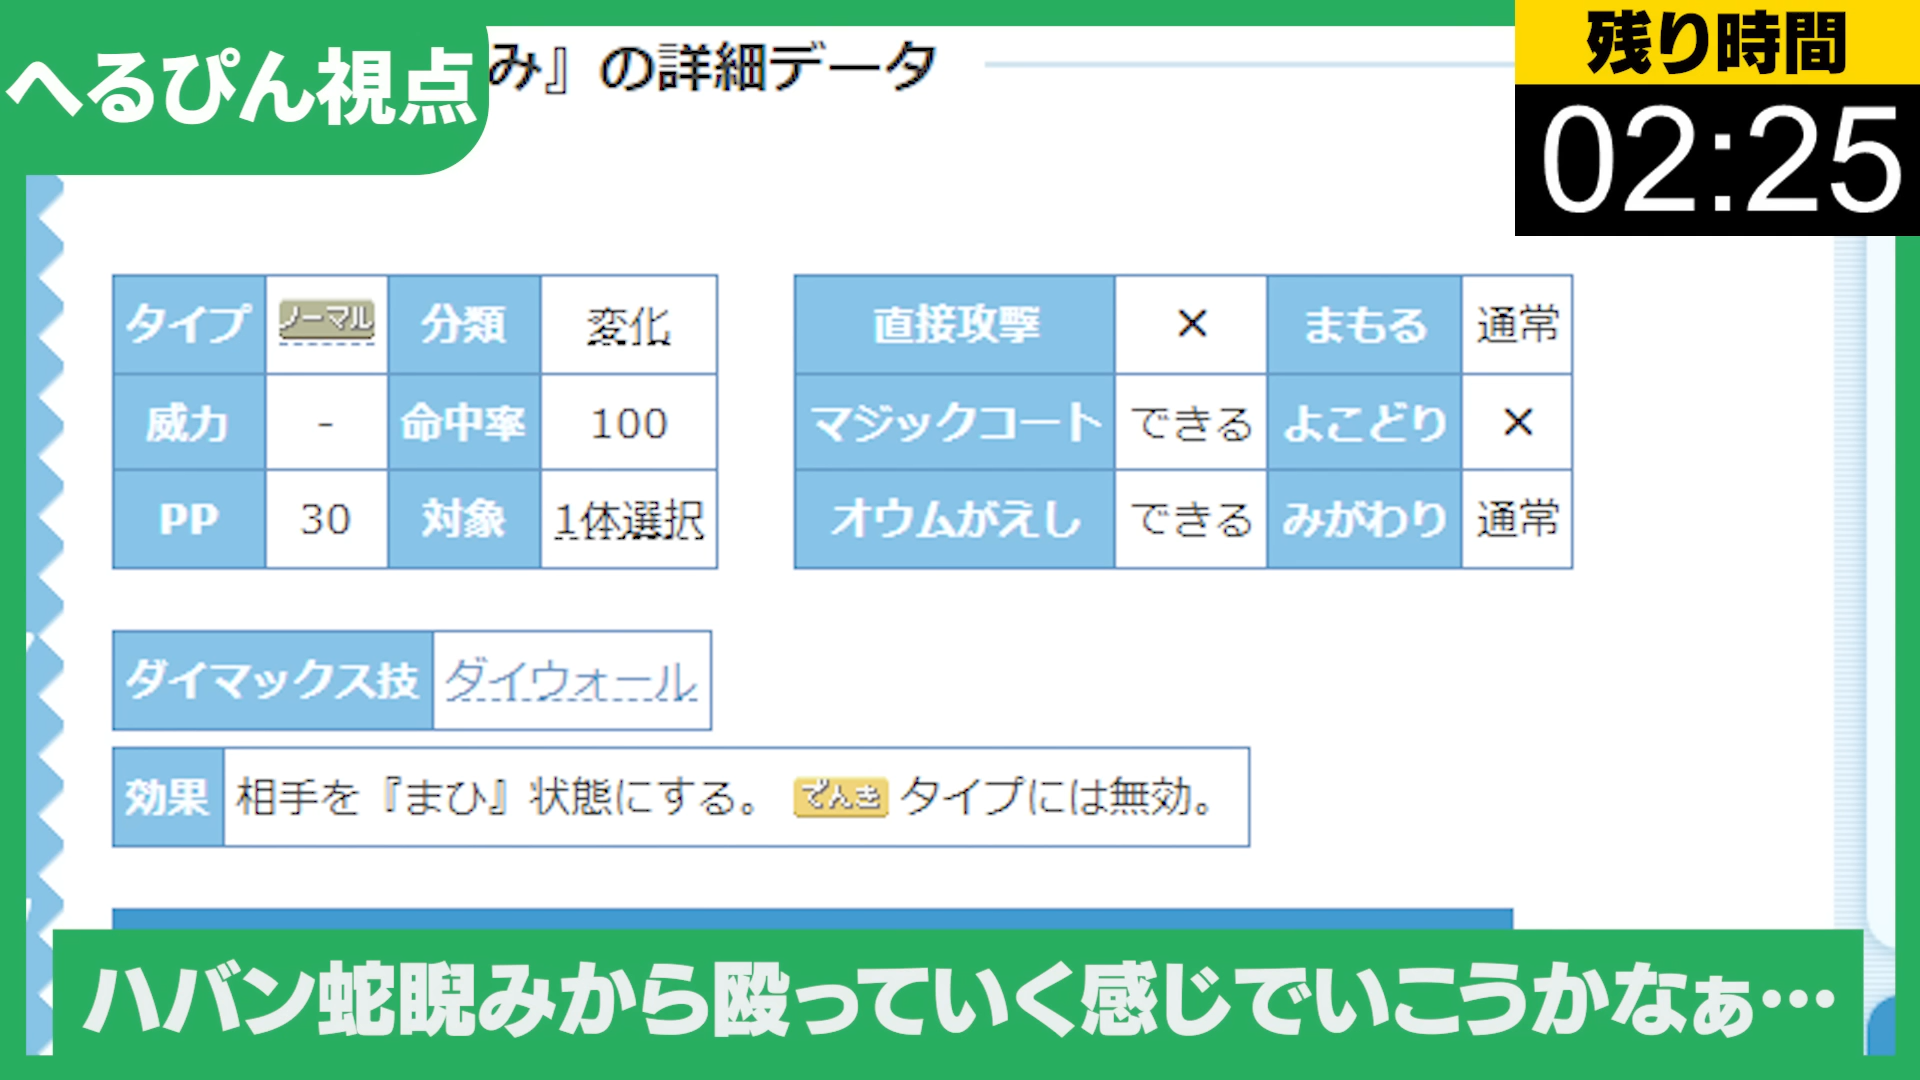 へるぴん視点
み』の詳細データ
残り時間
02:25
タイプ ノーマル 分類 変化
威力 - 命中率 100
PP 30 対象 1体選択
直接攻撃 × まもる 通常
マジックコート できる よこどり ×
オウムがえし できる みがわり 通常
ダイマックス技 ダイウォール
効果 相手を『まひ』状態にする。 でんき タイプには無効。
ハバン蛇睨みから殴っていく感じでいこうかなぁ…